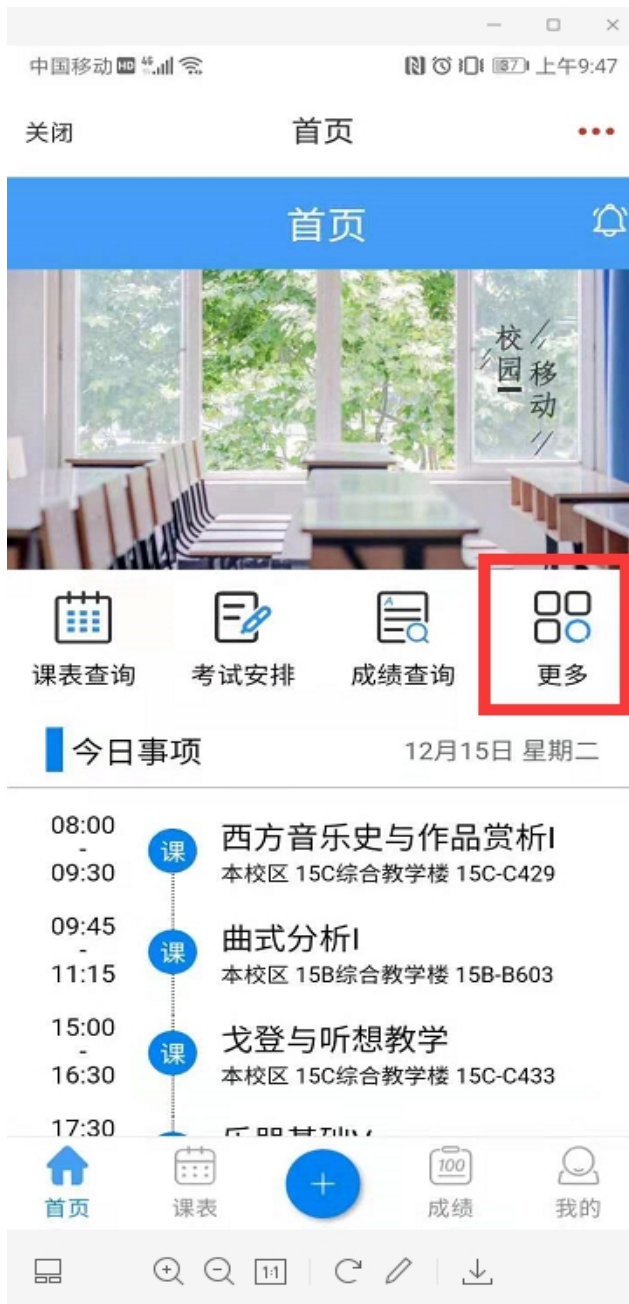 中国移动 HD 4G 37 上午9:47
关闭 首页
首页
校园
移动
课表查询 考试安排 成绩查询 更多
今日事项 12月15日 星期二
08:00
-
09:30
课 西方音乐史与作品赏析I
本校区 15C综合教学楼 15C-C429
09:45
-
11:15
课 曲式分析I
本校区 15B综合教学楼 15B-B603
15:00
-
16:30
课 戈登与听想教学
本校区 15C综合教学楼 15C-C433
17:30
首页 课表 + 100 成绩 我的
1:1